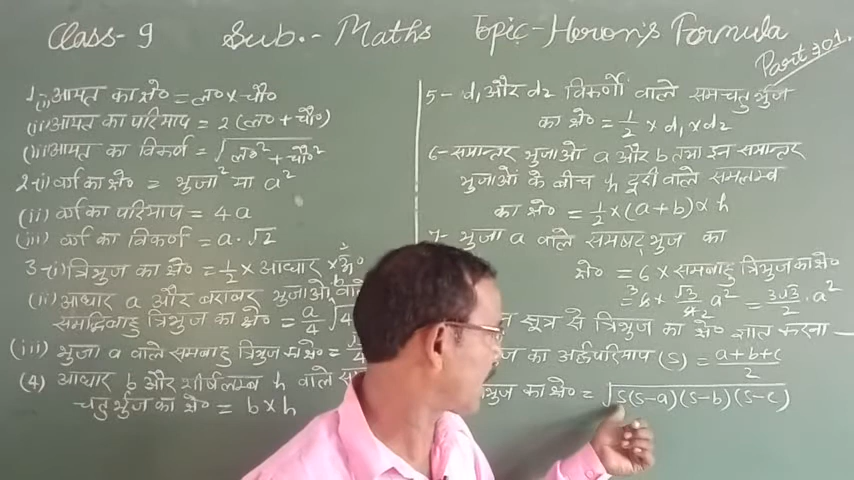 Class-9 Sub.- Maths Topic-Heron's Formula
Part 301.
1.(i)आयत का क्षे० = ल० × चौ०
(ii)आयत का परिमाप = 2 (ल० + चौ०)
(iii)आयत का विकर्ण = √ल०² + चौ०²
2-(i)वर्ग का क्षे० = भुजा² या a²
(ii) वर्ग का परिमाप = 4a
(iii) वर्ग का विकर्ण = a·√2
3-(i)त्रिभुज का क्षे० = 1/2 × आधार ×
(ii) आधार a और बराबर भुजाओं b वाले
समद्विबाहु त्रिभुज का क्षे० = a/4 √4
(iii) भुजा a वाले समबाहु त्रिभुज का क्षे० =
(4) आधार b और शीर्षलम्ब h वाले
चतुर्भुज का क्षे० = b×h
5- d₁ और d₂ विकर्णों वाले समचतुर्भुज
का क्षे० = 1/2 × d₁ × d₂
6- समान्तर भुजाओं a और b तथा इन समान्तर
भुजाओं के बीच h दूरी वाले समलम्ब
का क्षे० = 1/2 × (a+b) × h
7- भुजा a वाले समषट्भुज का
क्षे० = 6 × समबाहु त्रिभुज का क्षे०
= ³6 × √3/4₂ a² = 3√3/2 · a²
सूत्र से त्रिभुज का क्षे० ज्ञात करना —
का अर्द्धपरिमाप (S) = a+b+c/2
का क्षे० = √S(S-a)(S-b)(S-c)